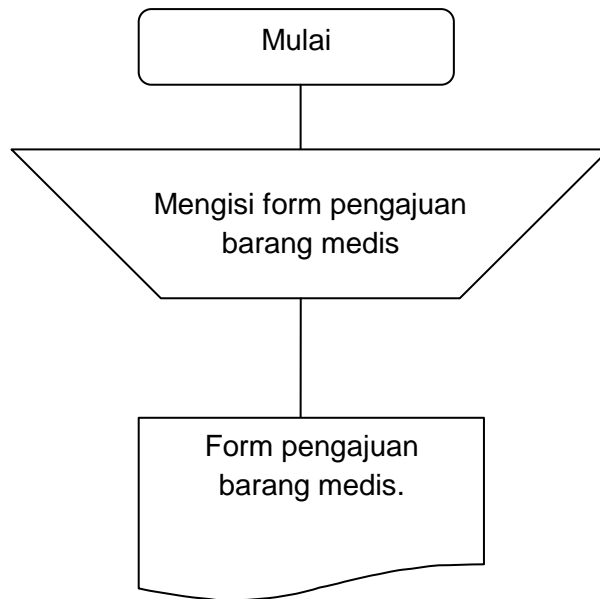 Mulai
Mengisi form pengajuan
barang medis
Form pengajuan
barang medis.